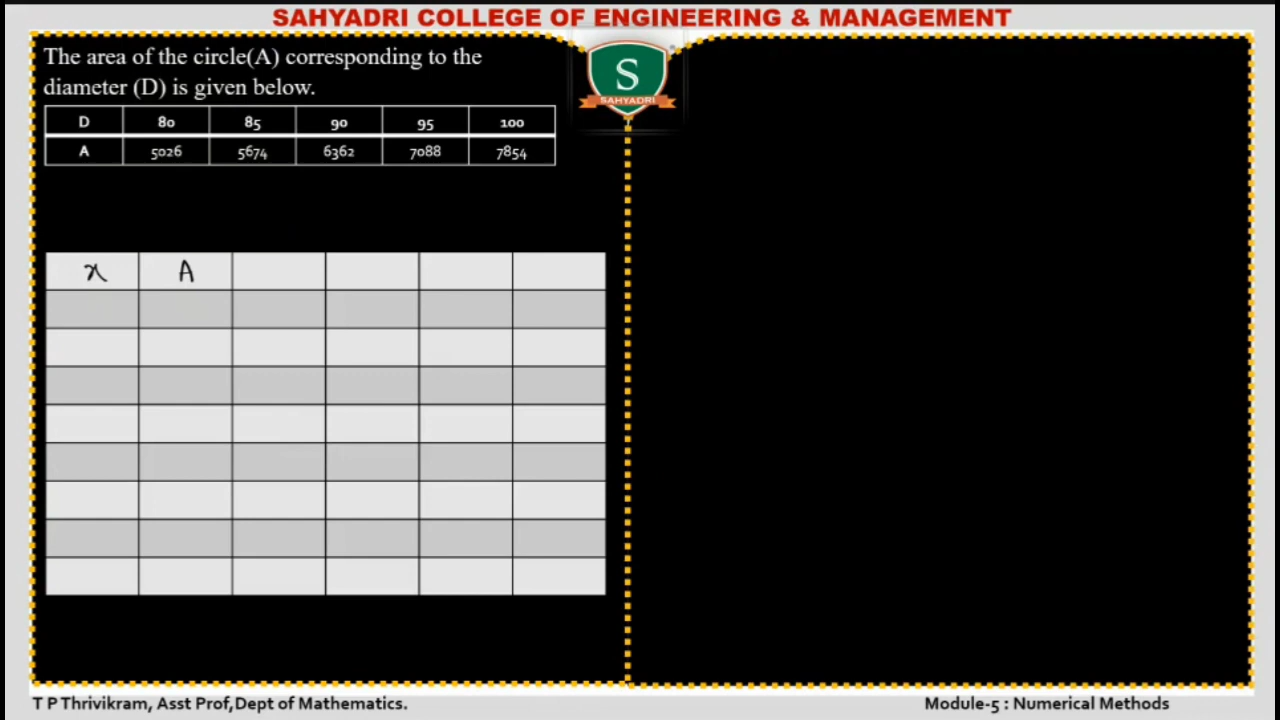 SAHYADRI COLLEGE OF ENGINEERING & MANAGEMENT
The area of the circle(A) corresponding to the
diameter (D) is given below.
S
SAHYADRI
D 80 85 90 95 100
A 5026 5674 6362 7088 7854
x A
T P Thrivikram, Asst Prof,Dept of Mathematics.
Module-5 : Numerical Methods